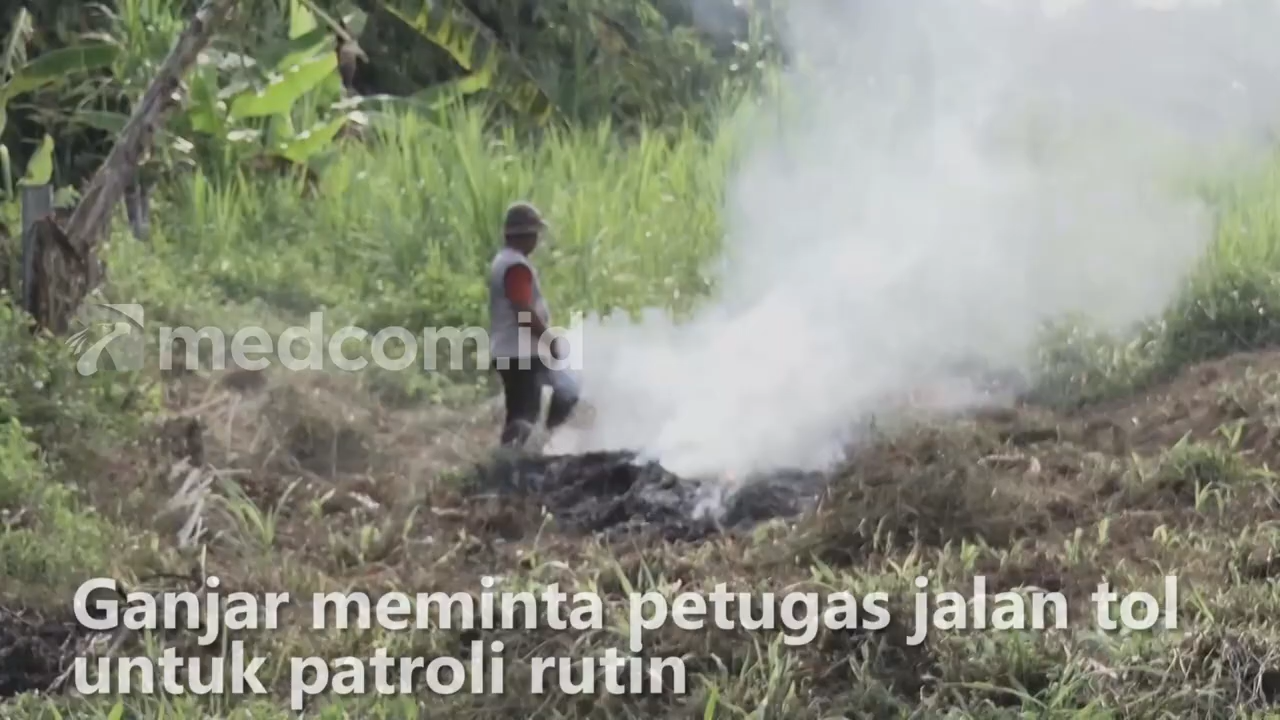 medcom.id
Ganjar meminta petugas jalan tol
untuk patroli rutin